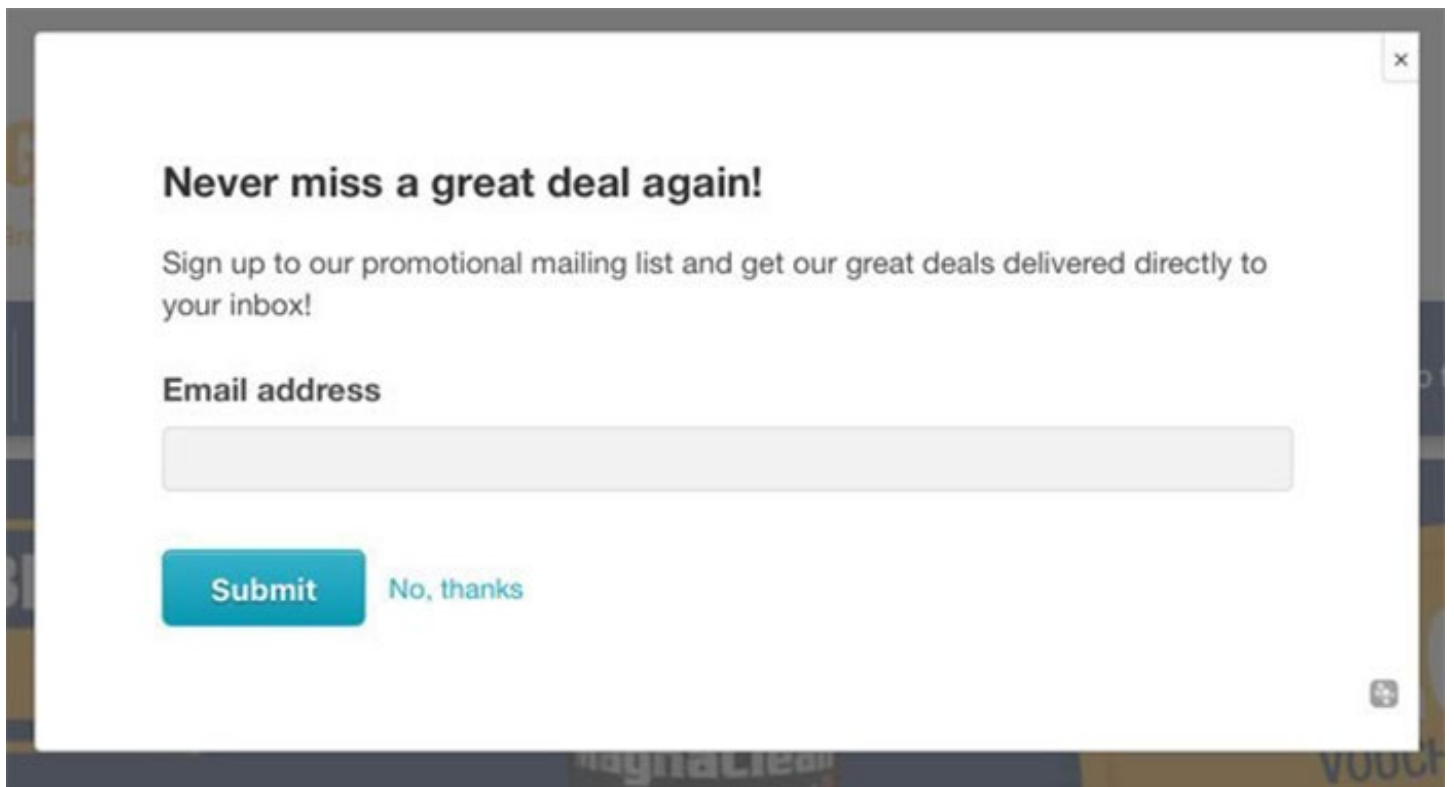 ×
Never miss a great deal again!
Sign up to our promotional mailing list and get our great deals delivered directly to
your inbox!
Email address
Submit No, thanks